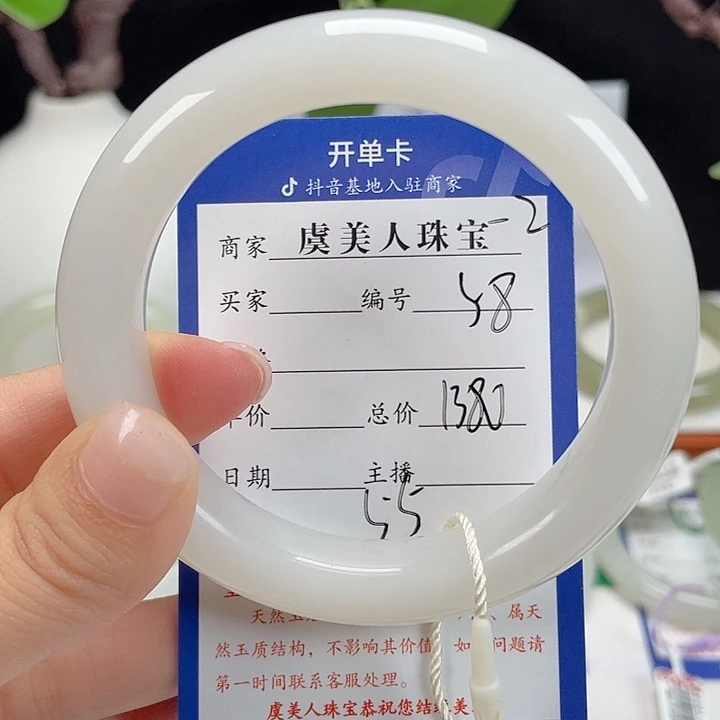 开单卡
抖音基地入驻商家
商家 虞美人珠宝-2
买家 编号 58
价 总价 1380
日期 主播
55
天然玉 、属天
然玉质结构，不影响其价值 如 问题请
第一时间联系客服处理。
虞美人珠宝恭祝您结 美